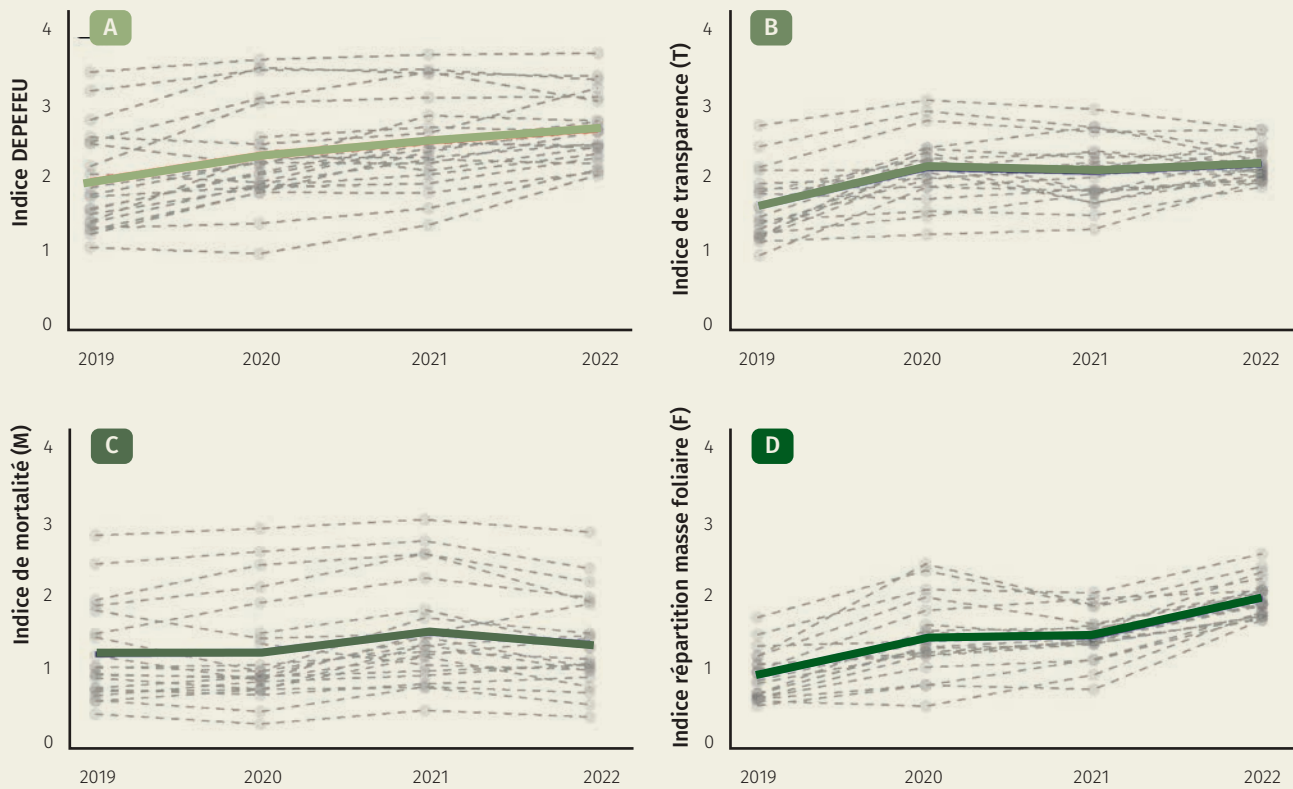 A
Indice DEPEFEU
4
3
2
1
0
2019 2020 2021 2022
B
Indice de transparence (T)
4
3
2
1
0
2019 2020 2021 2022
C
Indice de mortalité (M)
4
3
2
1
0
2019 2020 2021 2022
D
Indice répartition masse foliaire (F)
4
3
2
1
0
2019 2020 2021 2022